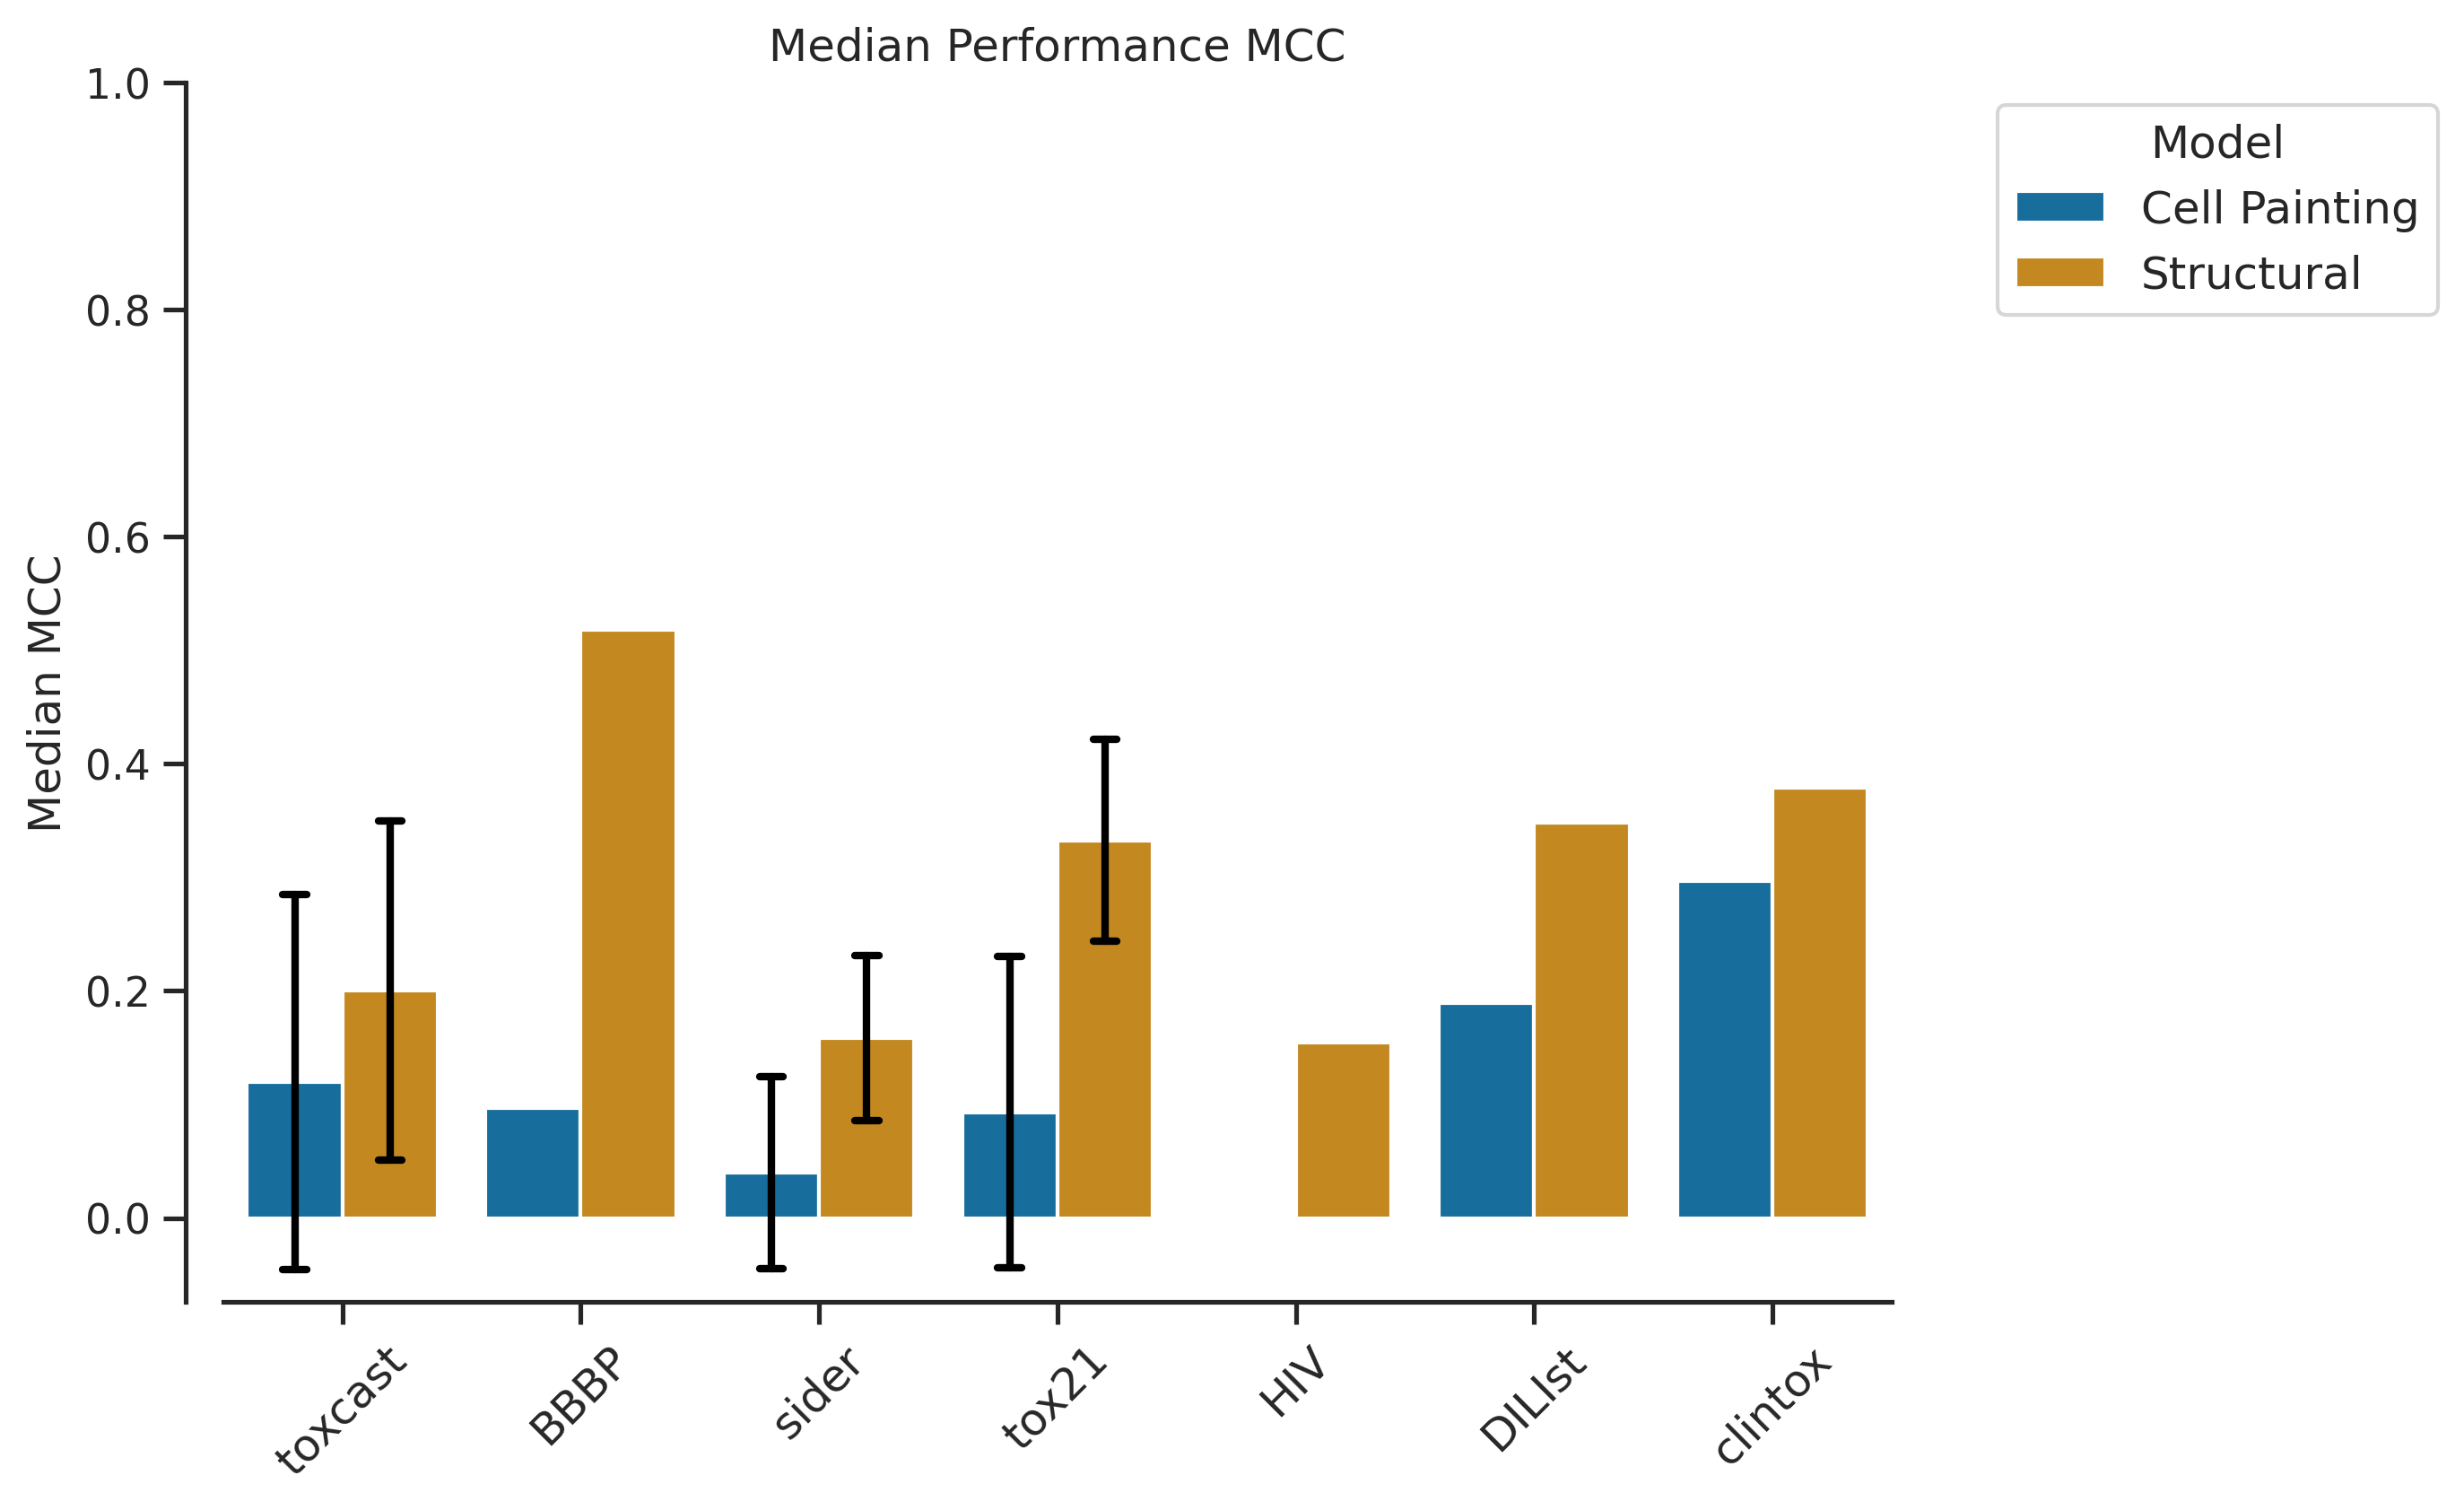 Median Performance MCC
1.0
0.8
0.6
0.4
0.2
0.0
Median MCC
toxcast
BBBP
sider
tox21
HIV
DILIst
clintox
Model
Cell Painting
Structural